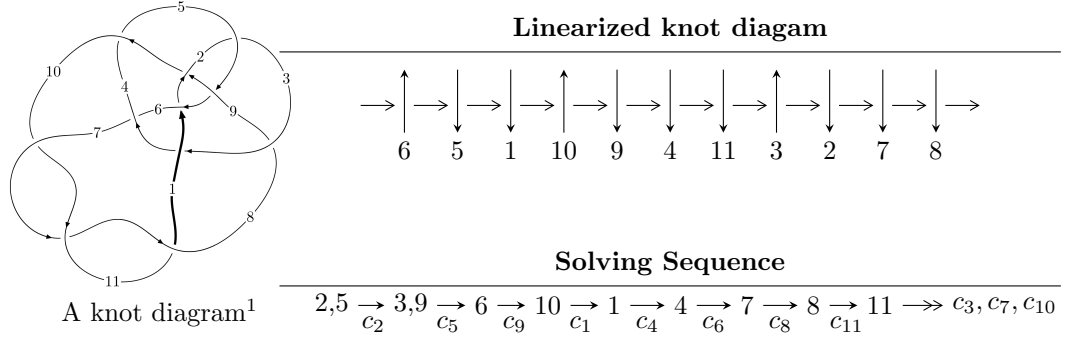 5
2
10
3
4
6
9
7
1
8
11
A knot diagram¹
Linearized knot diagam
6 5 1 10 9 4 11 3 2 7 8
Solving Sequence
2,5 → 3,9 → 6 → 10 → 1 → 4 → 7 → 8 → 11 →→ c₃, c₇, c₁₀
c₂ c₅ c₉ c₁ c₄ c₆ c₈ c₁₁